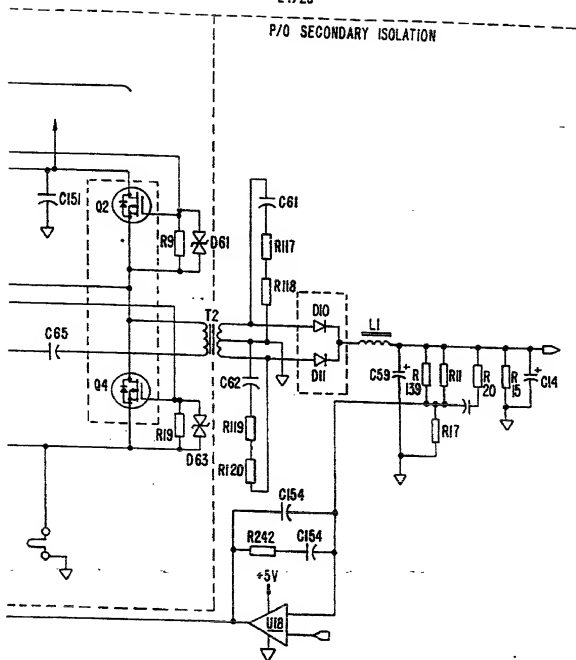 P/O SECONDARY ISOLATION
C151
Q2
R9
D61
C61
R117
R118
T2
D10
D11
L1
C65
C62
C59
R
139
R11
R
20
R
15
C14
Q4
R19
D63
R119
R120
R17
C154
R242
C154
+5V
U18